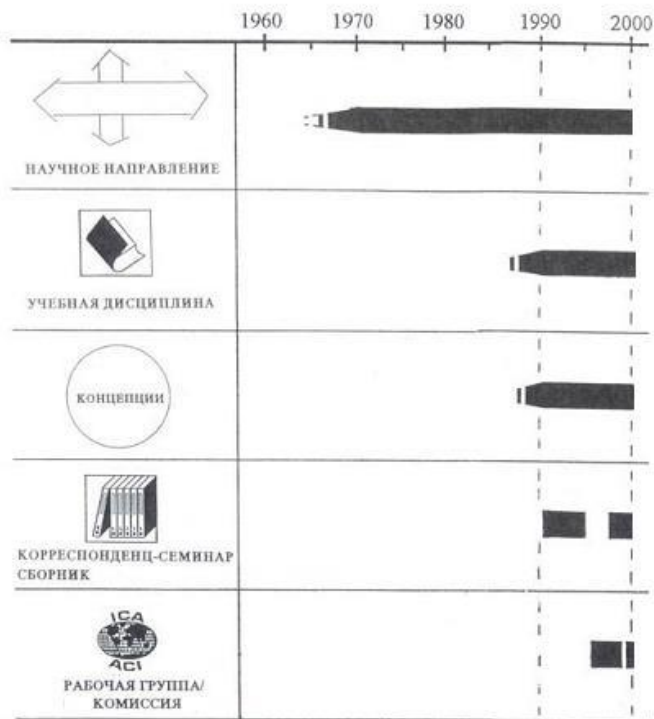 1960 1970 1980 1990 2000
НАУЧНОЕ НАПРАВЛЕНИЕ
УЧЕБНАЯ ДИСЦИПЛИНА
КОНЦЕПЦИИ
КОРРЕСПОНДЕНЦ-СЕМИНАР
СБОРНИК
ICA
ACI
РАБОЧАЯ ГРУППА/
КОМИССИЯ